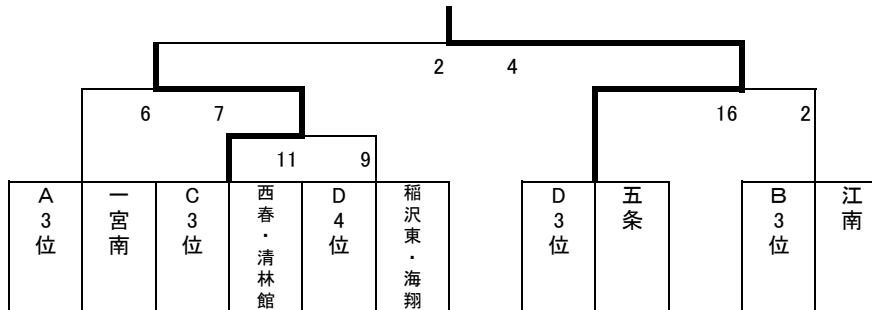 2 4
6 7 16 2
11 9
A3位
一宮南
C3位
西春・清林館
D4位
稲沢東・海翔
D3位
五条
B3位
江南